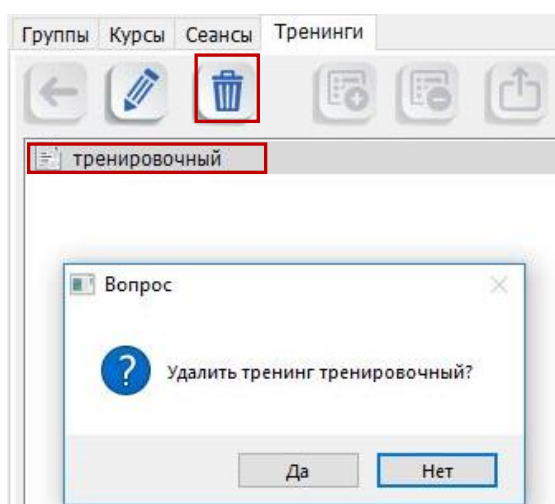 Группы Курсы Сеансы Тренинги
тренировочный
Вопрос
Удалить тренинг тренировочный?
Да Нет